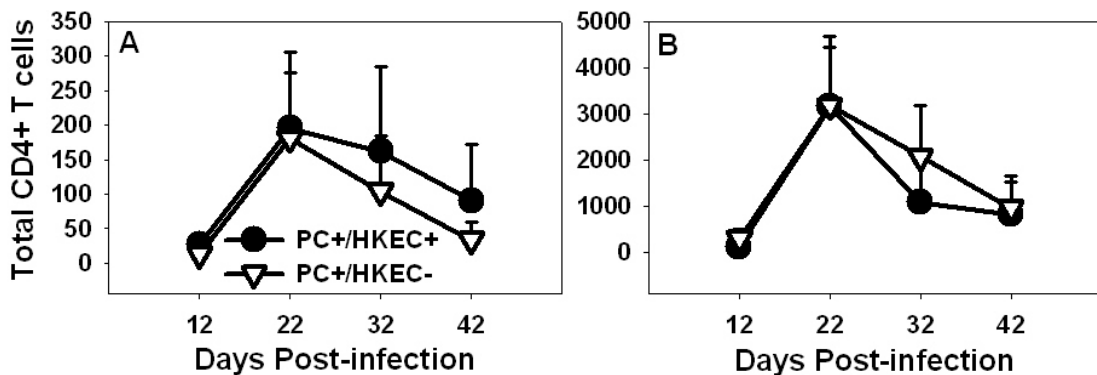 Total CD4+ T cells
A
350
300
250
200
150
100
50
0
PC+/HKEC+
PC+/HKEC-
12 22 32 42
Days Post-infection
B
5000
4000
3000
2000
1000
0
12 22 32 42
Days Post-infection